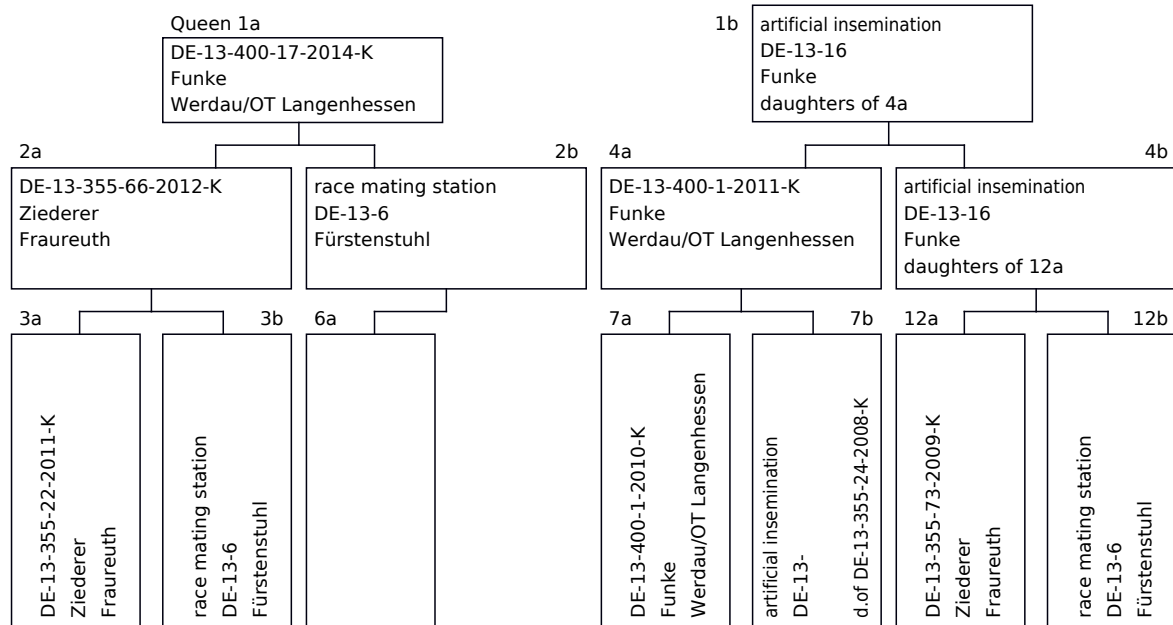 Queen 1a
DE-13-400-17-2014-K
Funke
Werdau/OT Langenhessen
1b
artificial insemination
DE-13-16
Funke
daughters of 4a
2a
DE-13-355-66-2012-K
Ziederer
Fraureuth
2b
race mating station
DE-13-6
Fürstenstuhl
4a
DE-13-400-1-2011-K
Funke
Werdau/OT Langenhessen
4b
artificial insemination
DE-13-16
Funke
daughters of 12a
3a
DE-13-355-22-2011-K
Ziederer
Fraureuth
3b
race mating station
DE-13-6
Fürstenstuhl
6a
7a
DE-13-400-1-2010-K
Funke
Werdau/OT Langenhessen
7b
artificial insemination
DE-13-
d.of DE-13-355-24-2008-K
12a
DE-13-355-73-2009-K
Ziederer
Fraureuth
12b
race mating station
DE-13-6
Fürstenstuhl